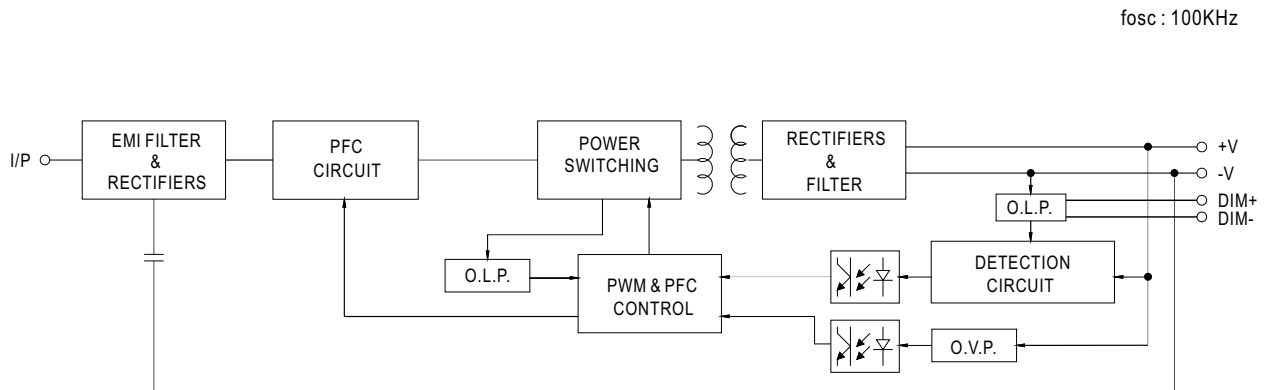 fosc : 100KHz
I/P
EMI FILTER
&
RECTIFIERS
PFC
CIRCUIT
POWER
SWITCHING
RECTIFIERS
&
FILTER
+V
-V
DIM+
DIM-
O.L.P.
O.L.P.
PWM & PFC
CONTROL
DETECTION
CIRCUIT
O.V.P.